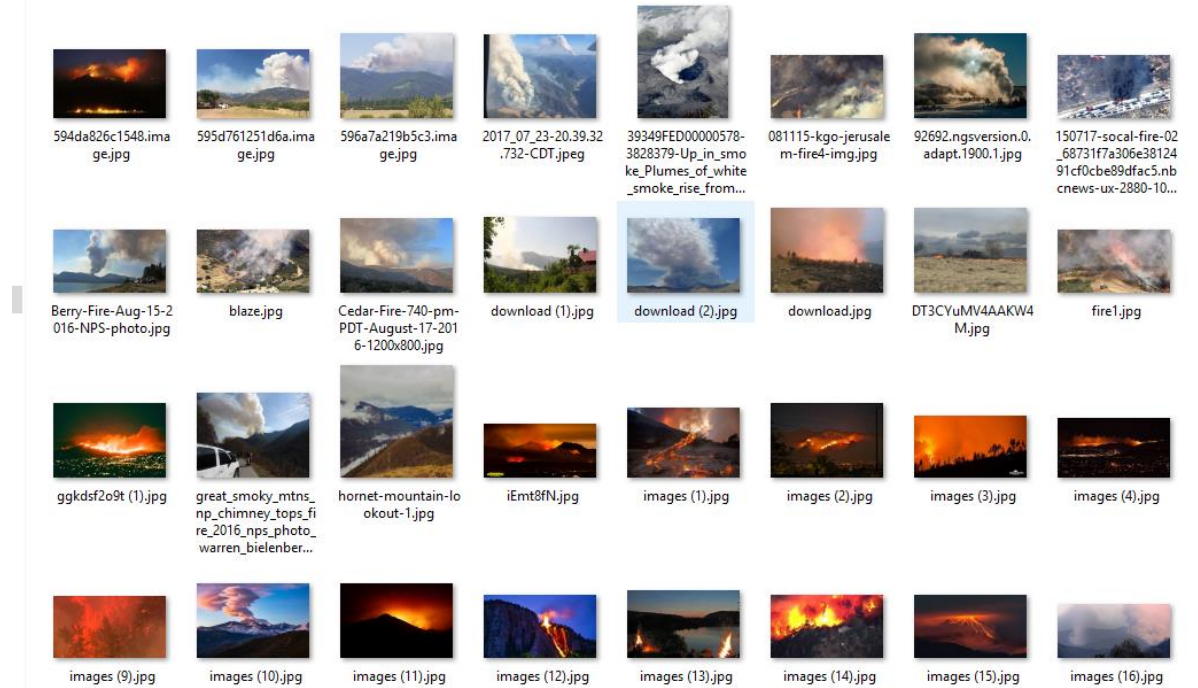 594da826c1548.ima
ge.jpg
595d761251d6a.ima
ge.jpg
596a7a219b5c3.ima
ge.jpg
2017_07_23-20.39.32
.732-CDT.jpeg
39349FED00000578-
3828379-Up_in_smo
ke_Plumes_of_white
_smoke_rise_from...
081115-kgo-jerusale
m-fire4-img.jpg
92692.ngsversion.0.
adapt.1900.1.jpg
150717-socal-fire-02
_68731f7a306e38124
91cf0cbe89dfac5.nb
cnews-ux-2880-10...
Berry-Fire-Aug-15-2
016-NPS-photo.jpg
blaze.jpg
Cedar-Fire-740-pm-
PDT-August-17-201
6-1200x800.jpg
download (1).jpg
download (2).jpg
download.jpg
DT3CYuMV4AAKW4
M.jpg
fire1.jpg
ggkdsf2o9t (1).jpg
great_smoky_mtns_
np_chimney_tops_fi
re_2016_nps_photo_
warren_bielenber...
hornet-mountain-lo
okout-1.jpg
iEmt8fN.jpg
images (1).jpg
images (2).jpg
images (3).jpg
images (4).jpg
images (9).jpg
images (10).jpg
images (11).jpg
images (12).jpg
images (13).jpg
images (14).jpg
images (15).jpg
images (16).jpg